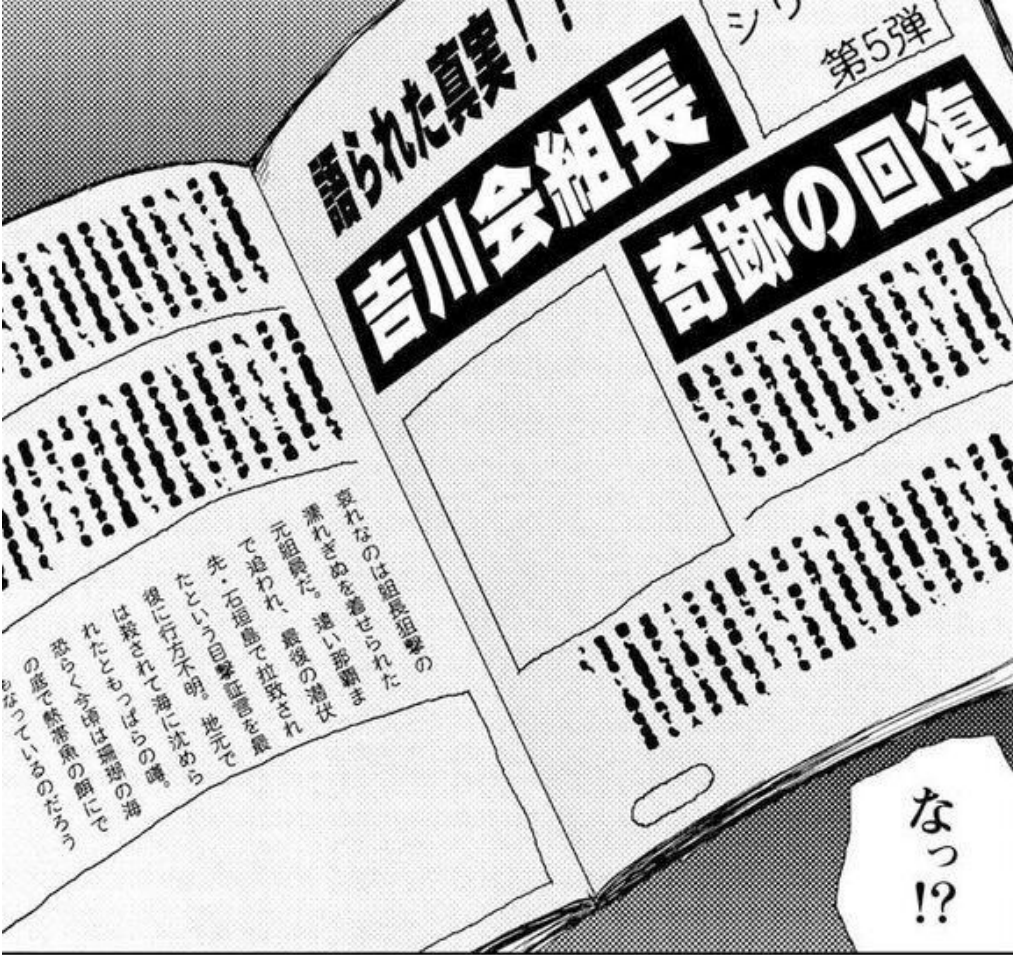 シリ
第5弾
語られた真実!!
吉川会組長
奇跡の回復
哀れなのは組長狙撃の
濡れぎぬを着せられた
元組員だ。遠い那覇ま
で追われ、最後の潜伏
先・石垣島で拉致され
たという目撃証言を最
後に行方不明。地元で
は殺されて海に沈めら
れたともっぱらの噂。
恐らく今頃は珊瑚の海
の底で熱帯魚の餌にで
もなっているのだろう
なっ!?